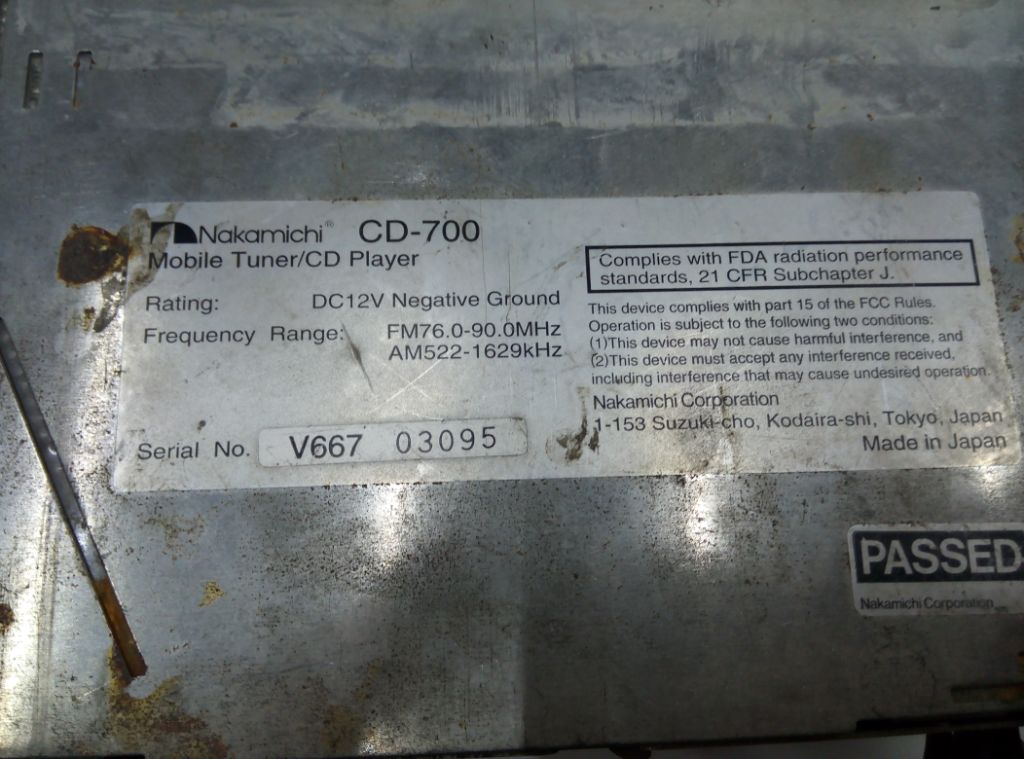 Nakamichi® CD-700
Mobile Tuner/CD Player
Rating: DC12V Negative Ground
Frequency Range: FM76.0-90.0MHz
AM522-1629kHz
Serial No. V667 03095
Complies with FDA radiation performance
standards, 21 CFR Subchapter J.
This device complies with part 15 of the FCC Rules.
Operation is subject to the following two conditions:
(1)This device may not cause harmful interference, and
(2)This device must accept any interference received,
including interference that may cause undesired operation.
Nakamichi Corporation
1-153 Suzuki-cho, Kodaira-shi, Tokyo, Japan
Made in Japan
PASSED
Nakamichi Corporation